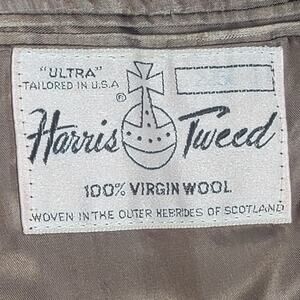 "ULTRA"
TAILORED IN U.S.A
®
Harris Tweed
100% VIRGIN WOOL
WOVEN IN THE OUTER HEBRIDES OF SCOTLAND